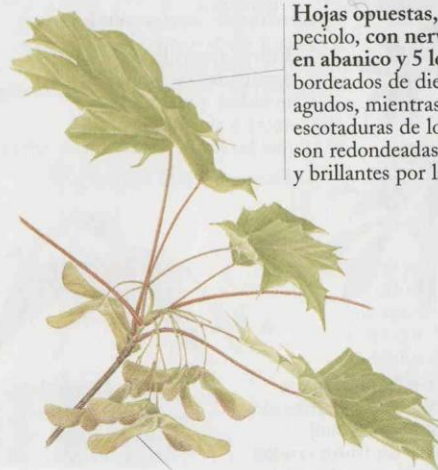 Hojas opuestas,
peciolo, con nerv
en abanico y 5 l
bordeados de die
agudos, mientras
escotaduras de lo
son redondeadas
y brillantes por l